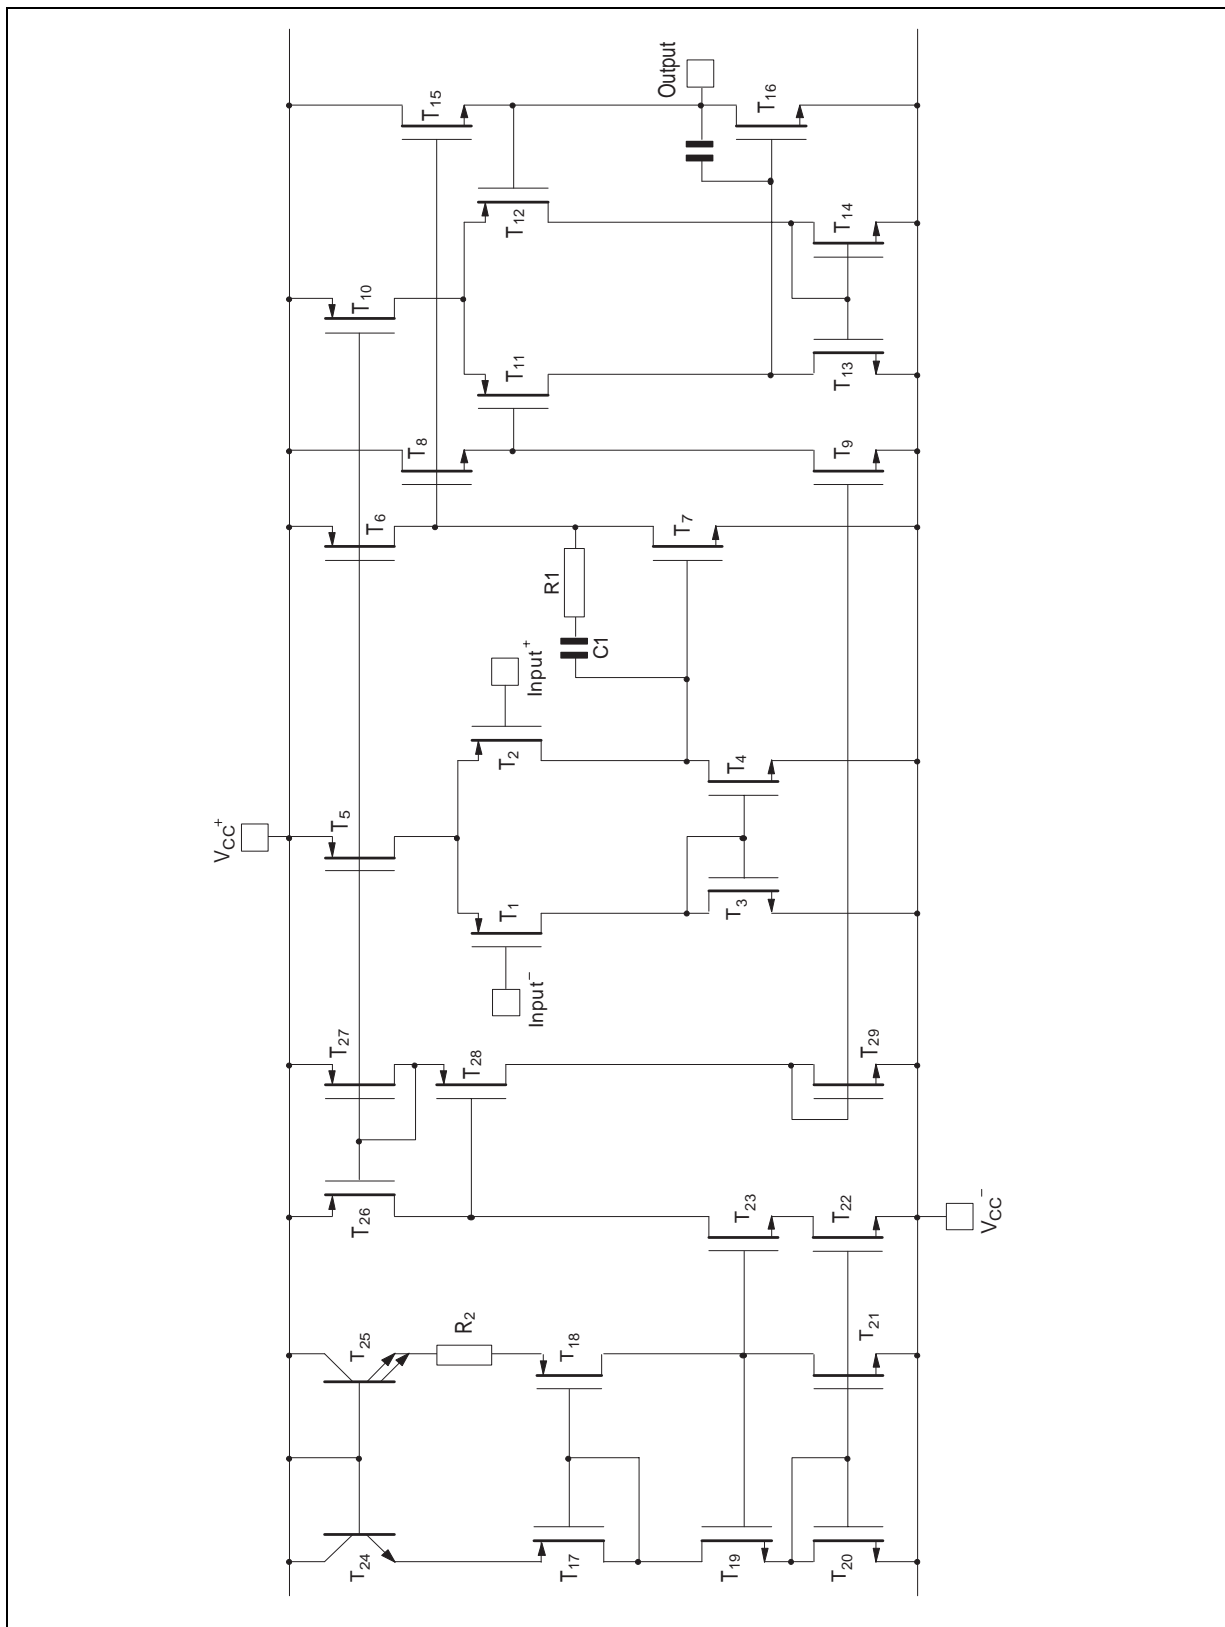 VCC+
VCC−
Input−
Input+
Output
T1
T2
T3
T4
T5
T6
T7
T8
T9
T10
T11
T12
T13
T14
T15
T16
T17
T18
T19
T20
T21
T22
T23
T24
T25
T26
T27
T28
T29
R1
C1
R2